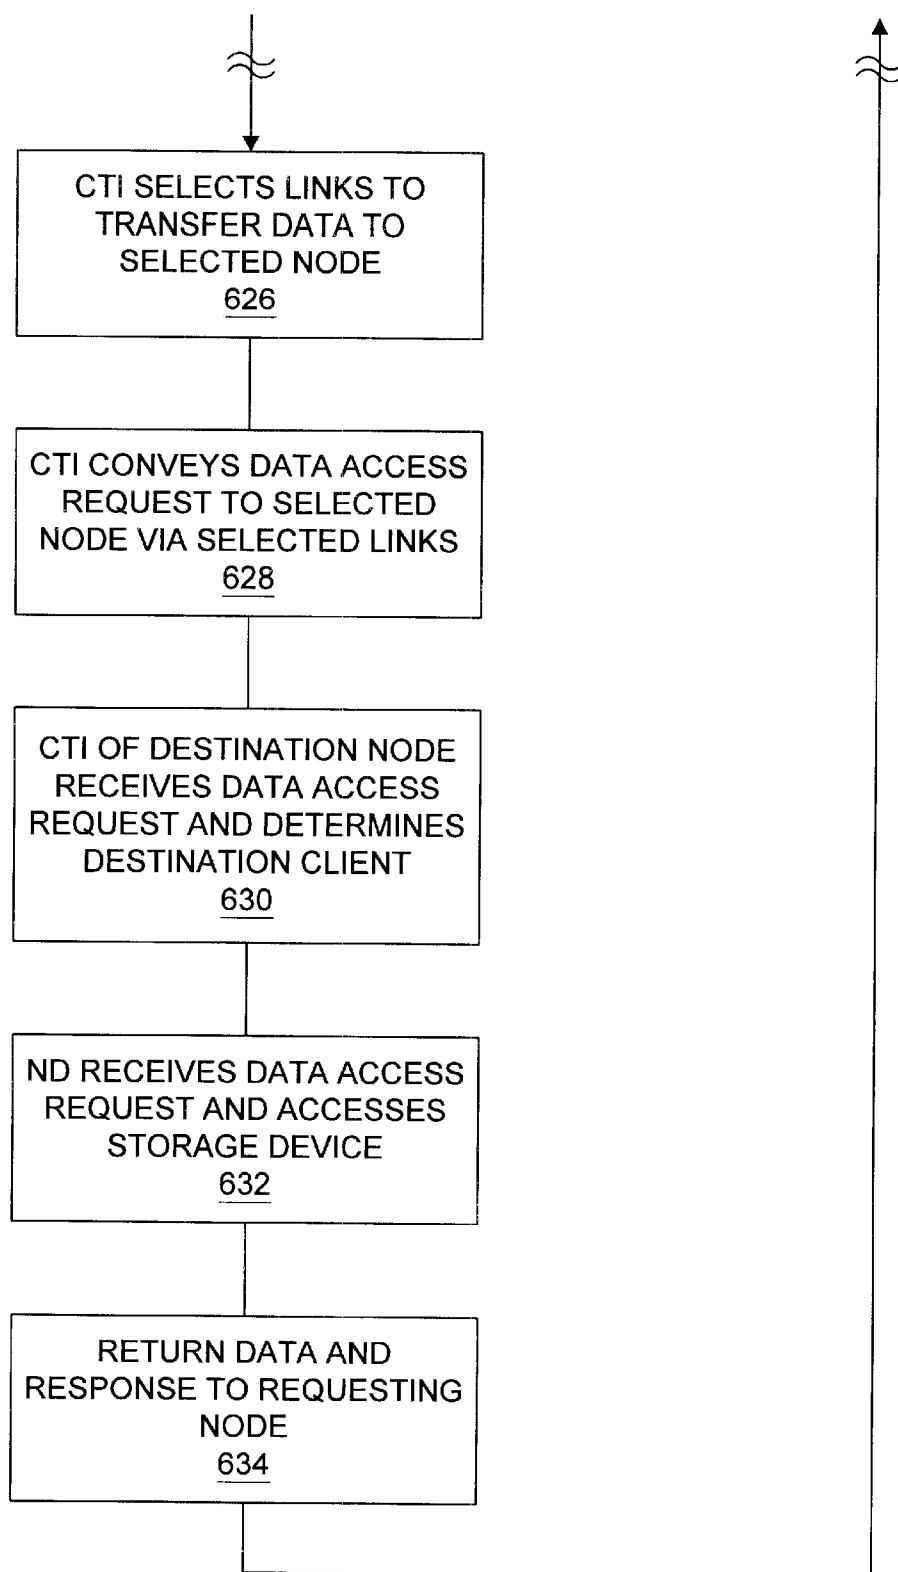 CTI SELECTS LINKS TO
TRANSFER DATA TO
SELECTED NODE
626
CTI CONVEYS DATA ACCESS
REQUEST TO SELECTED
NODE VIA SELECTED LINKS
628
CTI OF DESTINATION NODE
RECEIVES DATA ACCESS
REQUEST AND DETERMINES
DESTINATION CLIENT
630
ND RECEIVES DATA ACCESS
REQUEST AND ACCESSES
STORAGE DEVICE
632
RETURN DATA AND
RESPONSE TO REQUESTING
NODE
634